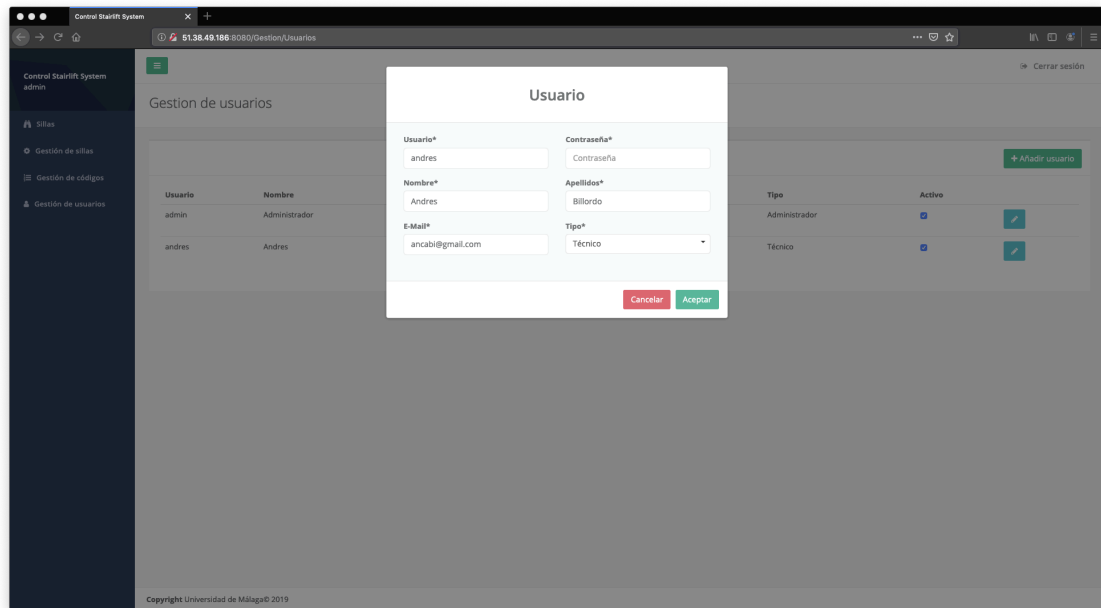 Control Stairlift System
51.38.49.186:8080/Gestion/Usuarios
Control Stairlift System
admin
Sillas
Gestión de sillas
Gestión de códigos
Gestión de usuarios
Cerrar sesión
Gestion de usuarios
+ Añadir usuario
Usuario Nombre Tipo Activo
admin Administrador Administrador
andres Andres Técnico
Usuario
Usuario* Contraseña*
andres Contraseña
Nombre* Apellidos*
Andres Billordo
E-Mail* Tipo*
ancabi@gmail.com Técnico
Cancelar Aceptar
Copyright Universidad de Málaga© 2019